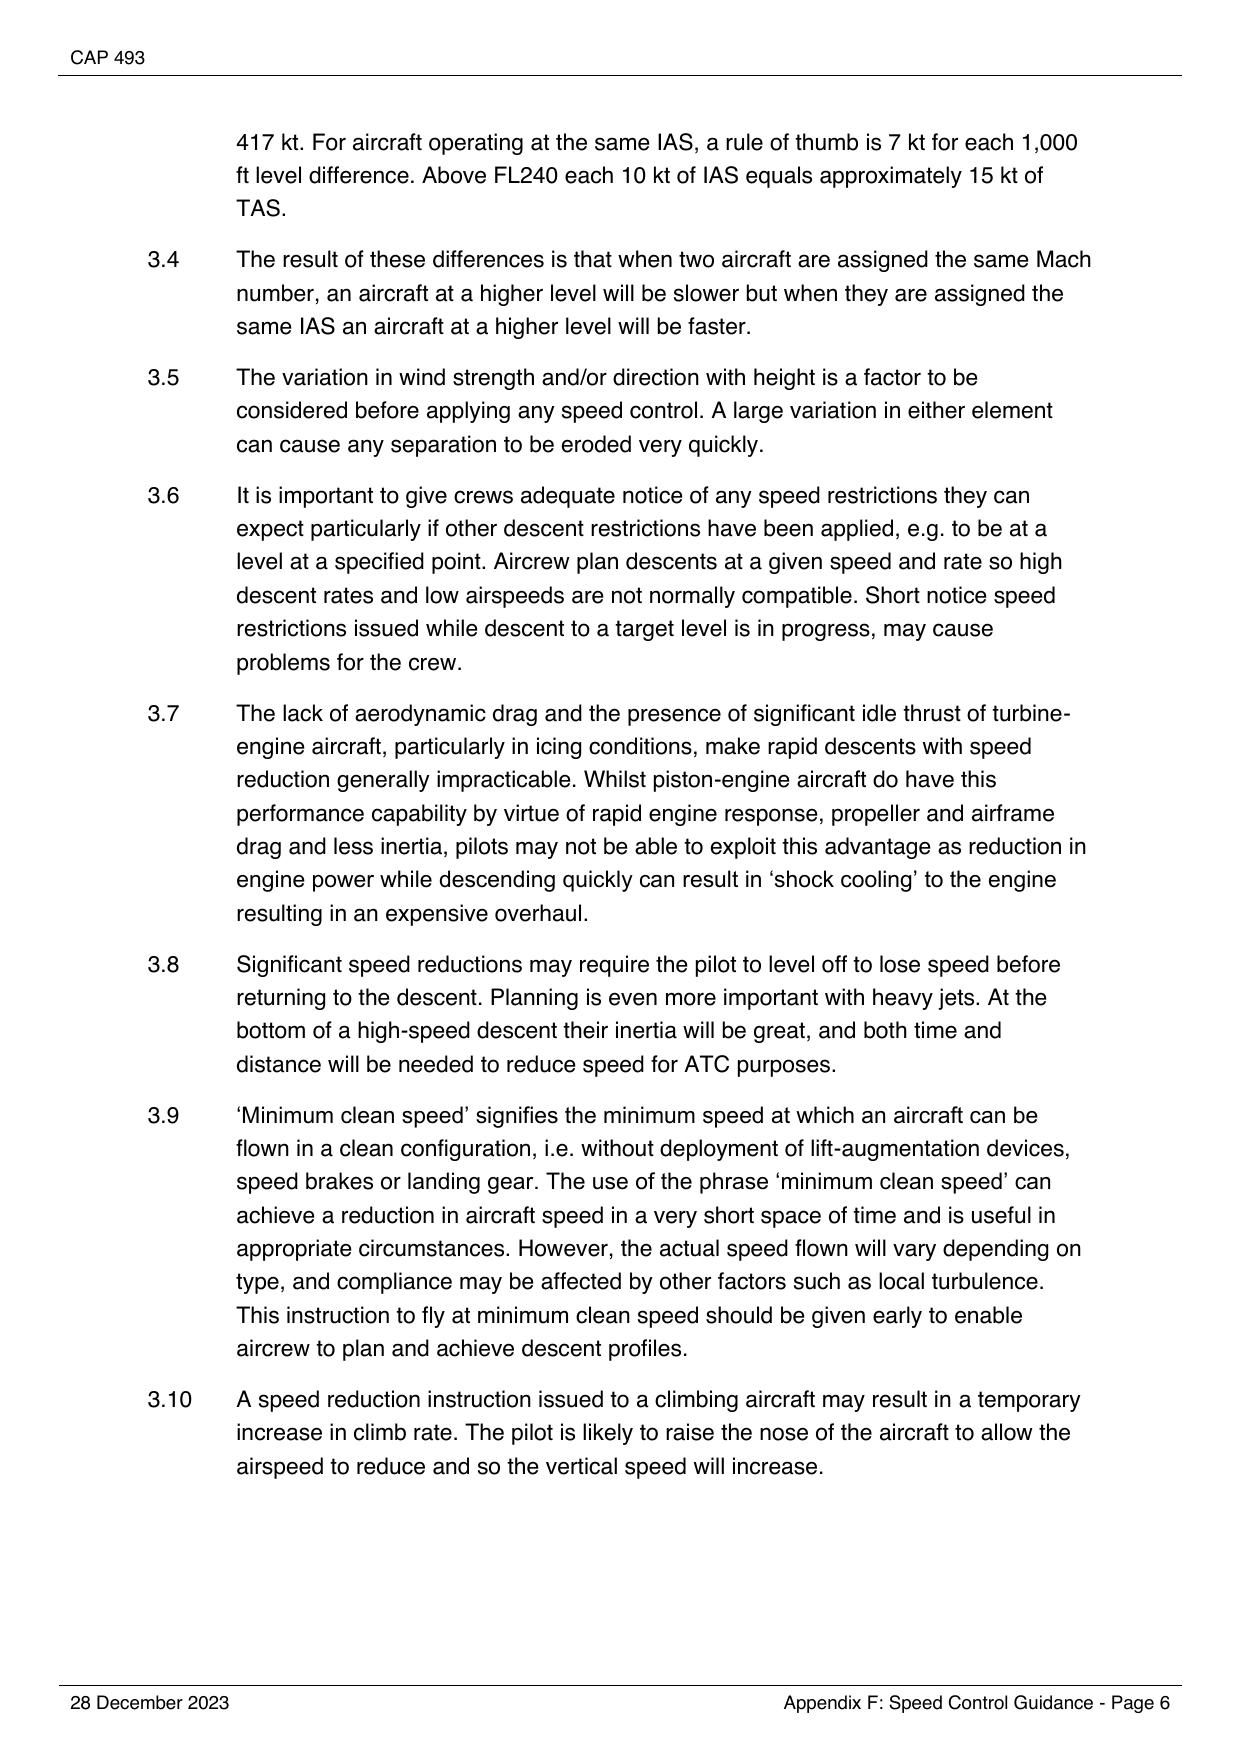 CAP 493
417 kt. For aircraft operating at the same IAS, a rule of thumb is 7 kt for each 1,000
ft level difference. Above FL240 each 10 kt of IAS equals approximately 15 kt of
TAS.
3.4 The result of these differences is that when two aircraft are assigned the same Mach
number, an aircraft at a higher level will be slower but when they are assigned the
same IAS an aircraft at a higher level will be faster.
3.5 The variation in wind strength and/or direction with height is a factor to be
considered before applying any speed control. A large variation in either element
can cause any separation to be eroded very quickly.
3.6 It is important to give crews adequate notice of any speed restrictions they can
expect particularly if other descent restrictions have been applied, e.g. to be at a
level at a specified point. Aircrew plan descents at a given speed and rate so high
descent rates and low airspeeds are not normally compatible. Short notice speed
restrictions issued while descent to a target level is in progress, may cause
problems for the crew.
3.7 The lack of aerodynamic drag and the presence of significant idle thrust of turbine-
engine aircraft, particularly in icing conditions, make rapid descents with speed
reduction generally impracticable. Whilst piston-engine aircraft do have this
performance capability by virtue of rapid engine response, propeller and airframe
drag and less inertia, pilots may not be able to exploit this advantage as reduction in
engine power while descending quickly can result in ‘shock cooling’ to the engine
resulting in an expensive overhaul.
3.8 Significant speed reductions may require the pilot to level off to lose speed before
returning to the descent. Planning is even more important with heavy jets. At the
bottom of a high-speed descent their inertia will be great, and both time and
distance will be needed to reduce speed for ATC purposes.
3.9 ‘Minimum clean speed’ signifies the minimum speed at which an aircraft can be
flown in a clean configuration, i.e. without deployment of lift-augmentation devices,
speed brakes or landing gear. The use of the phrase ‘minimum clean speed’ can
achieve a reduction in aircraft speed in a very short space of time and is useful in
appropriate circumstances. However, the actual speed flown will vary depending on
type, and compliance may be affected by other factors such as local turbulence.
This instruction to fly at minimum clean speed should be given early to enable
aircrew to plan and achieve descent profiles.
3.10 A speed reduction instruction issued to a climbing aircraft may result in a temporary
increase in climb rate. The pilot is likely to raise the nose of the aircraft to allow the
airspeed to reduce and so the vertical speed will increase.
28 December 2023 Appendix F: Speed Control Guidance - Page 6